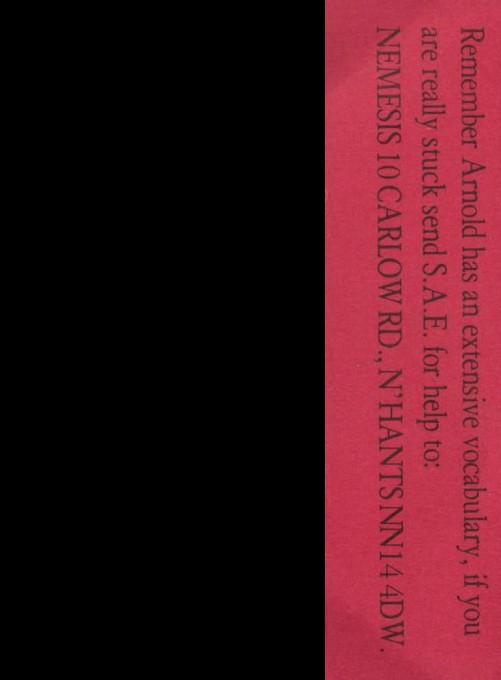 Remember Arnold has an extensive vocabulary, if you
are really stuck send S.A.E. for help to:
NEMESIS 10 CARLOW RD., N'HANTS NN14 4DW.